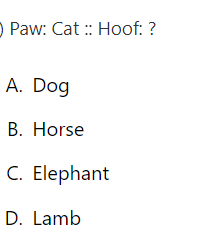 ) Paw: Cat :: Hoof: ?
A. Dog
B. Horse
C. Elephant
D. Lamb